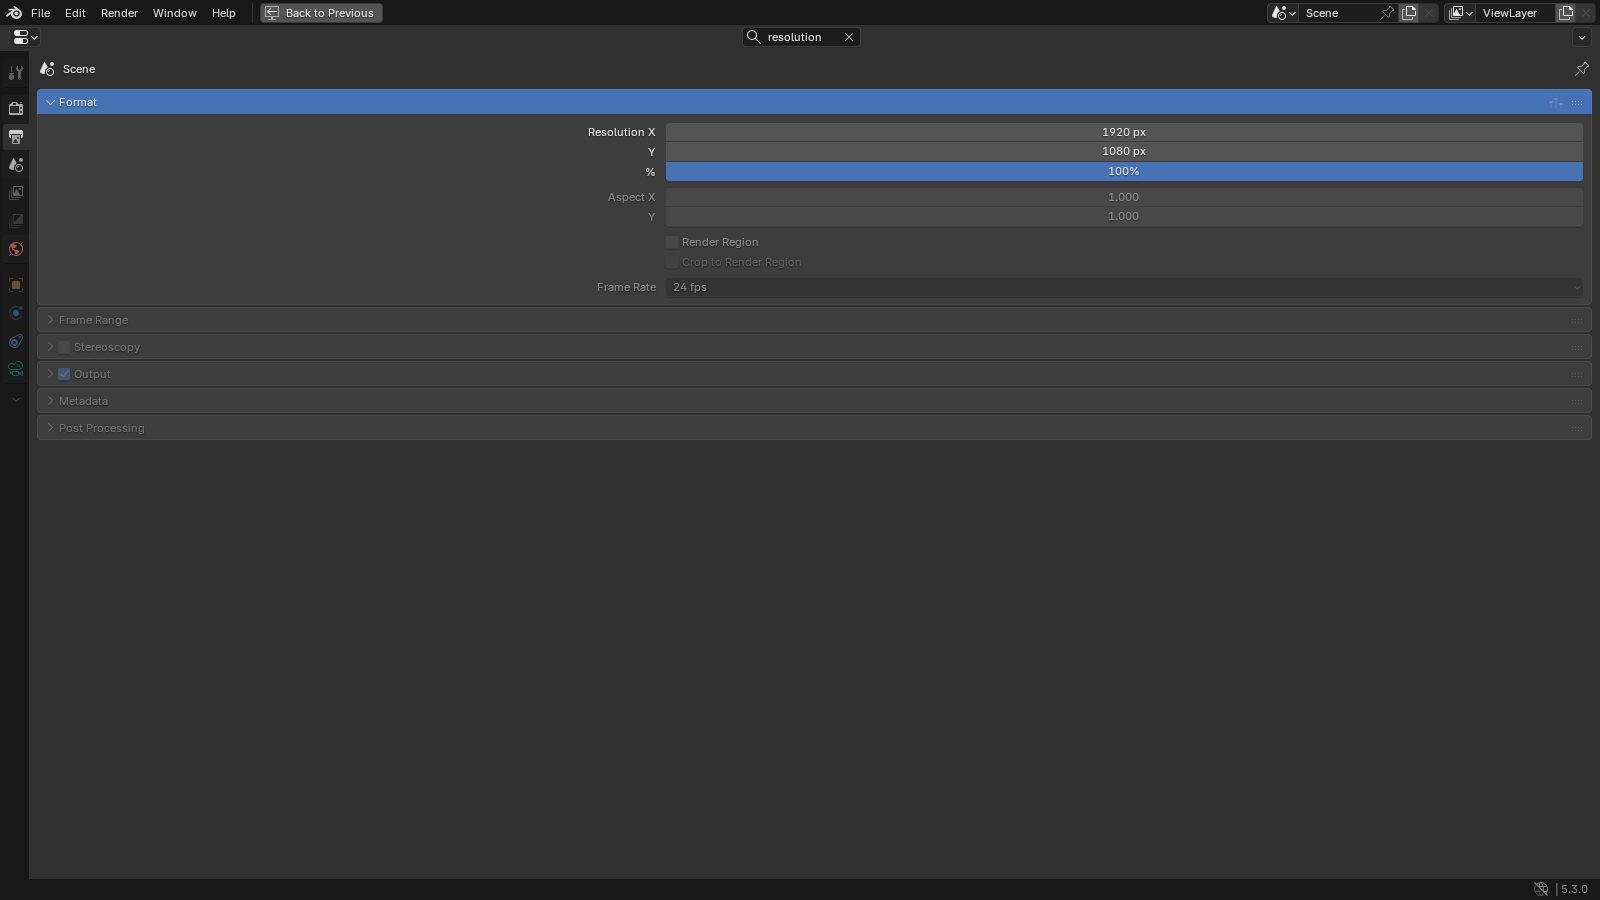 File Edit Render Window Help Back to Previous Scene ViewLayer
resolution
Scene
Format
Resolution X 1920 px
Y 1080 px
% 100%
Aspect X 1.000
Y 1.000
Render Region
Crop to Render Region
Frame Rate 24 fps
Frame Range
Stereoscopy
Output
Metadata
Post Processing
5.3.0